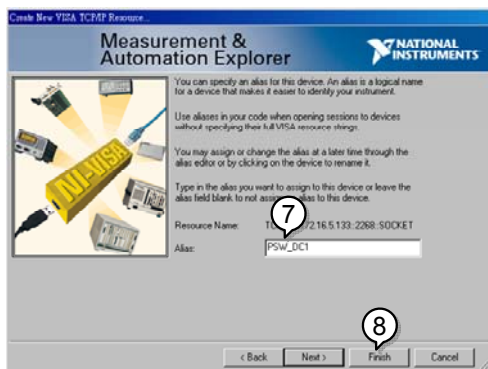 Create New VISA TCP/IP Resource...
Measurement &
Automation Explorer
NATIONAL
INSTRUMENTS
NI-VISA
You can specify an alias for this device. An alias is a logical name
for a device that makes it easier to identify your instrument.
Use aliases in your code when opening sessions to devices
without specifying their full VISA resource strings.
You may assign or change the alias at a later time through the
alias editor or by clicking on the device to rename it.
Type in the alias you want to assign to this device or leave the
alias field blank to not assign alias to this device.
7
Resource Name: 72.16.5.133::2268::SOCKET
Alias: PSW_DC1
8
< Back Next > Finish Cancel